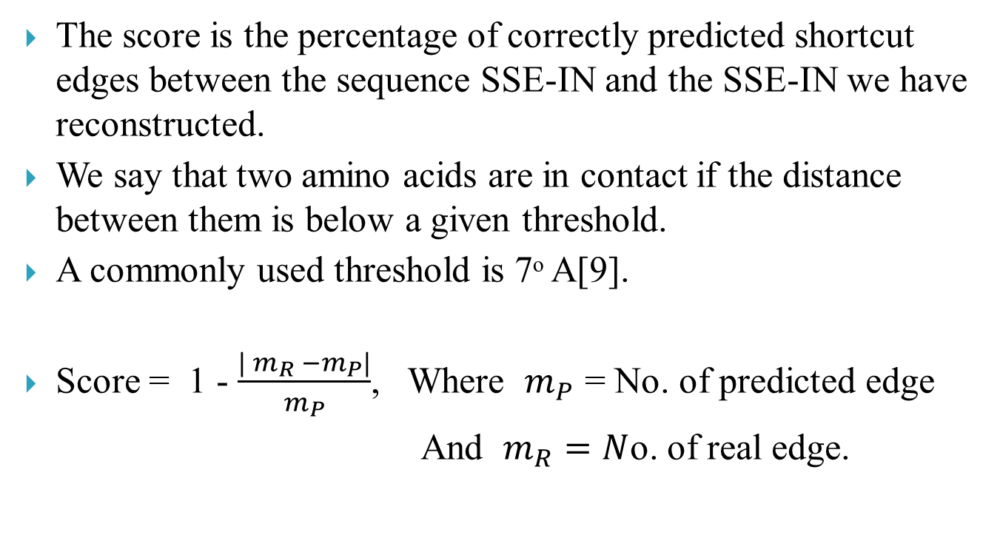 The score is the percentage of correctly predicted shortcut
edges between the sequence SSE-IN and the SSE-IN we have
reconstructed.
We say that two amino acids are in contact if the distance
between them is below a given threshold.
A commonly used threshold is 7º A[9].
Score = 1 - | m_R − m_P| / m_P, Where m_P = No. of predicted edge
And m_R = No. of real edge.